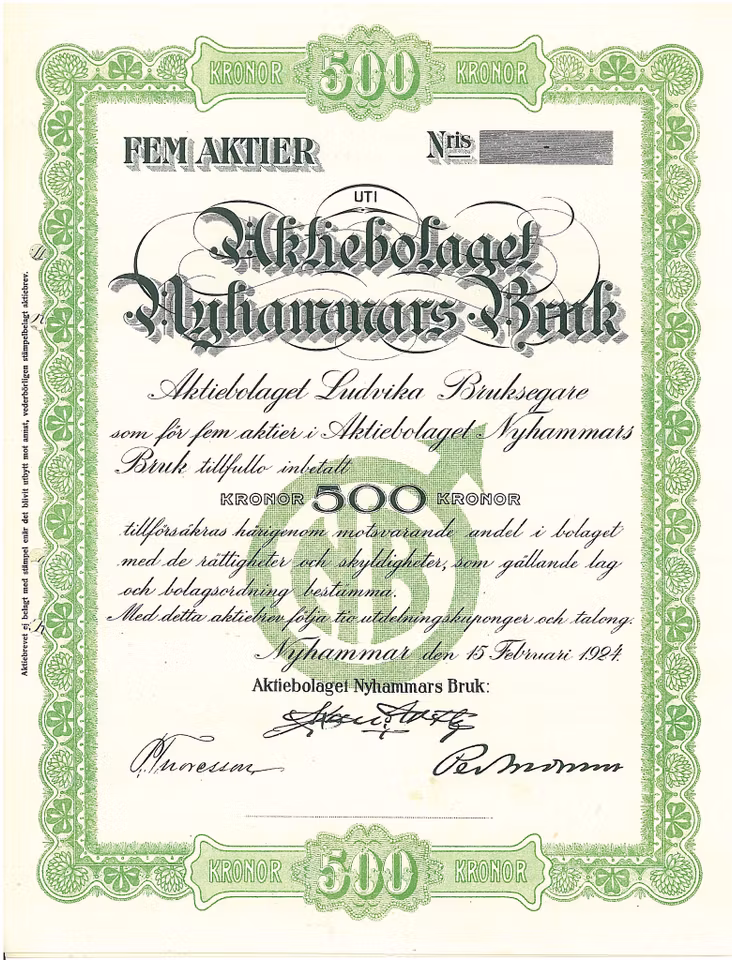 KRONOR 500 KRONOR
FEM AKTIER Nris
UTI
Aktiebolaget
Nyhammars Bruk
Aktiebolaget Ludvika Bruksegare
som för fem aktier i Aktiebolaget Nyhammars
Bruk tillfullo inbetalt
KRONOR 500 KRONOR
tillförsäkras härigenom motsvarande andel i bolaget
med de rättigheter och skyldigheter, som gällande lag
och bolagsordning bestämma.
Med detta aktiebrev följa tio utdelningskuponger och talong.
Nyhammar den 15 Februari 1924.
Aktiebolaget Nyhammars Bruk:
P. Thoresson
KRONOR 500 KRONOR
Aktiebrevet ej belagt med stämpel enär det blivit utbytt mot annat, vederbörligen stämpelbelagt aktiebrev.
NB